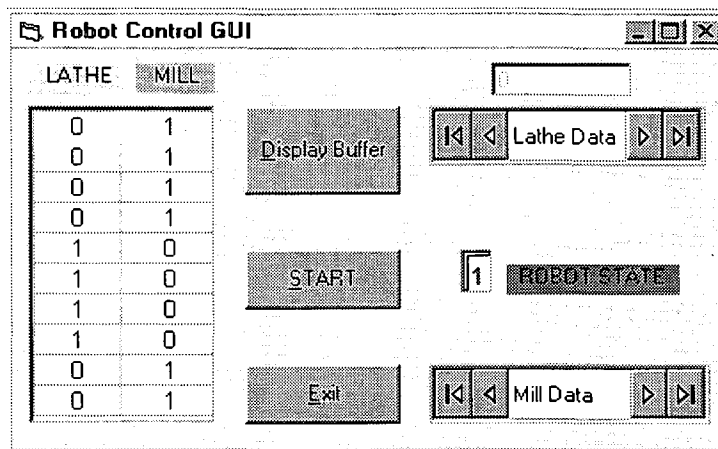 Robot Control GUI
LATHE MILL
0
0 1
0 1
0 1
0 1
1 0
1 0
1 0
1 0
0 1
0 1
Display Buffer
Lathe Data
START
1 ROBOT STATE
Exit
Mill Data